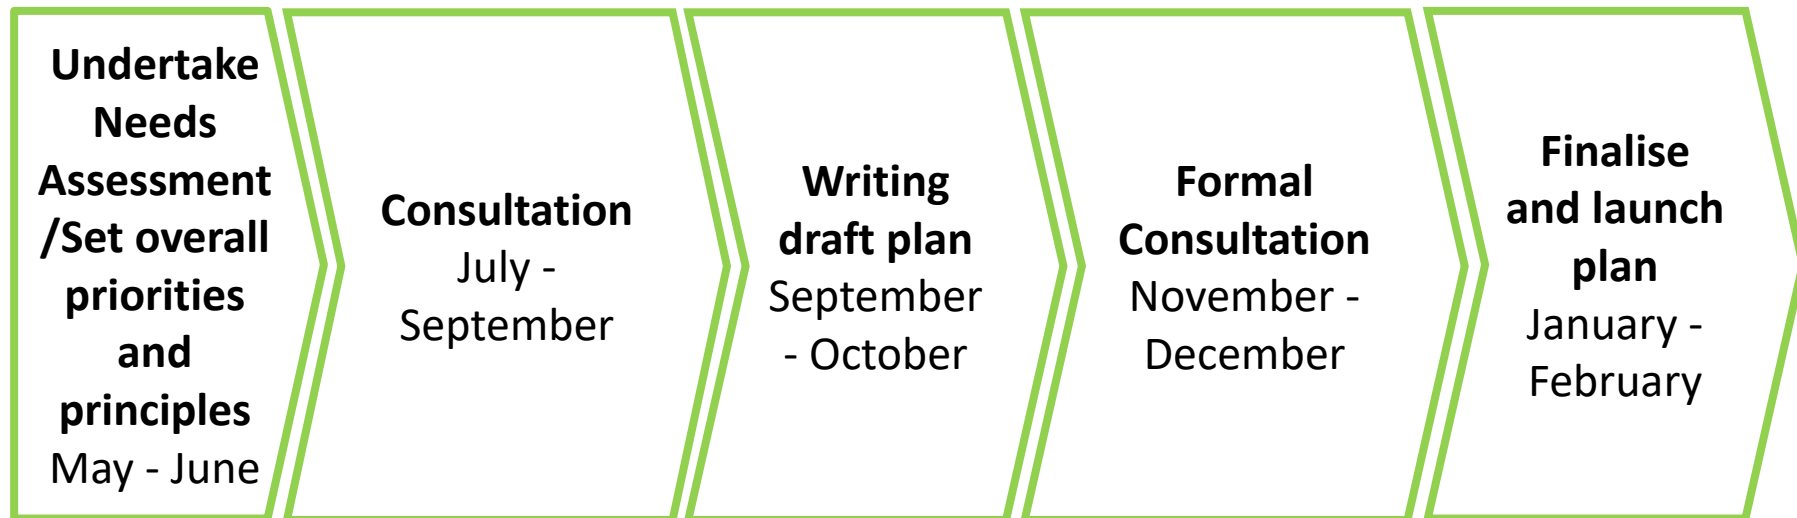 Undertake
Needs
Assessment
/Set overall
priorities
and
principles
May - June
Consultation
July -
September
Writing
draft plan
September
- October
Formal
Consultation
November -
December
Finalise
and launch
plan
January -
February